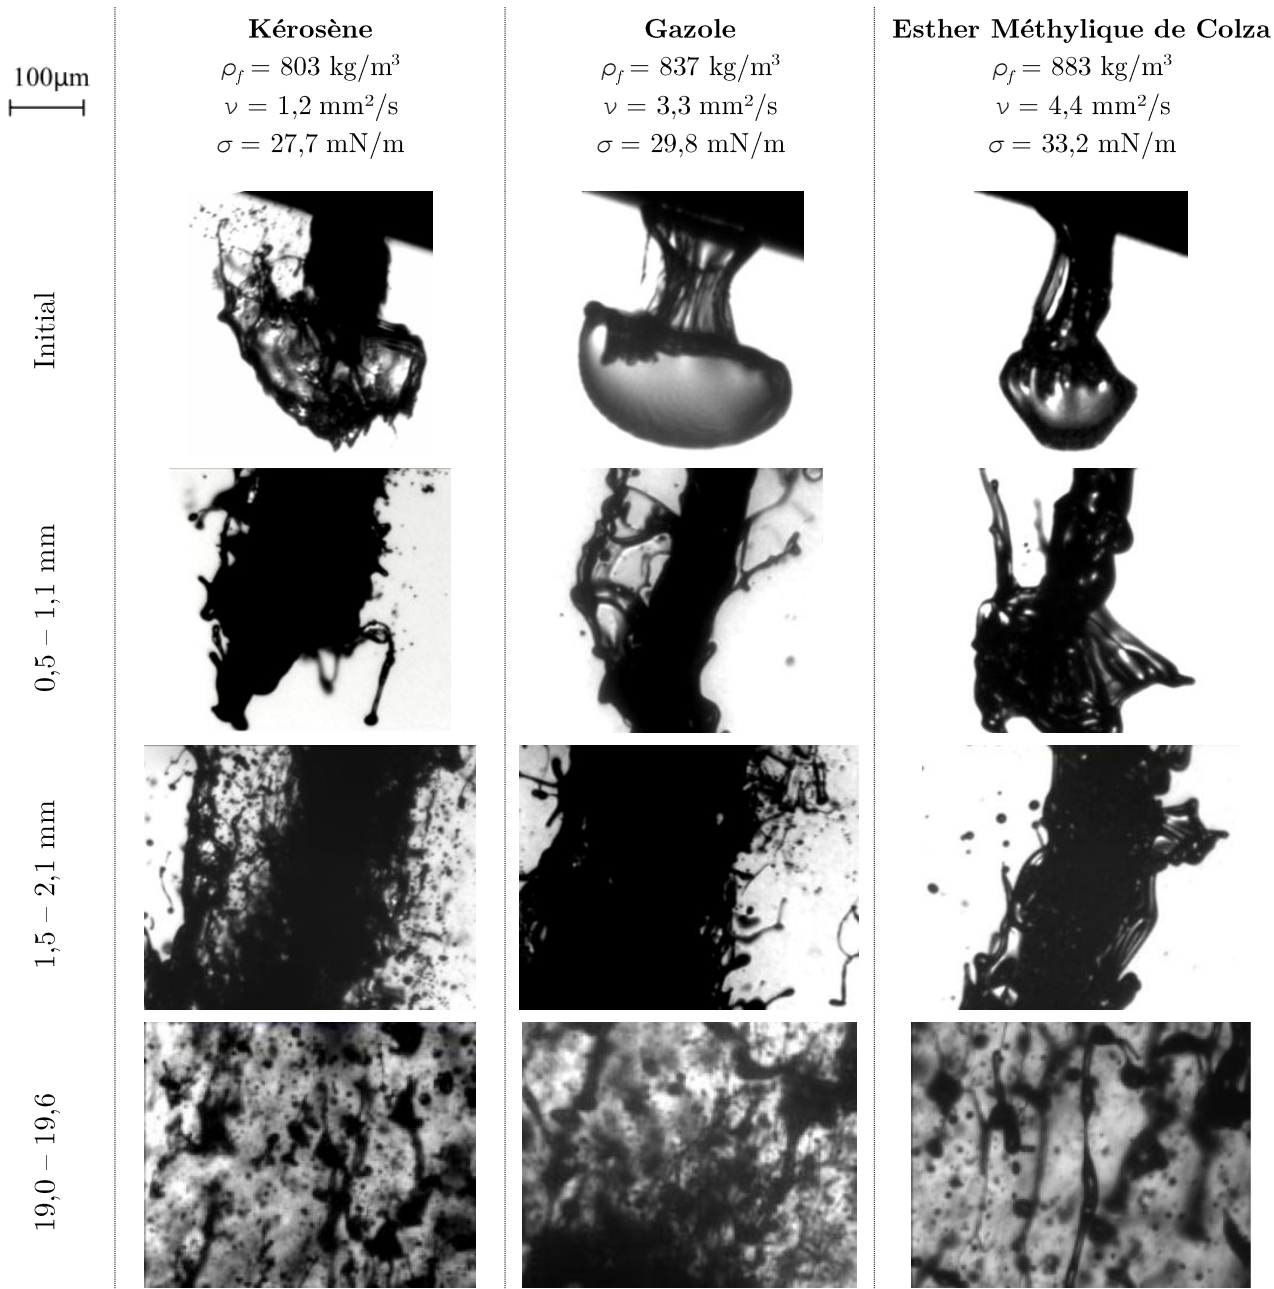 Kérosène
Gazole
Esther Méthylique de Colza
100µm
ρf = 803 kg/m³
ρf = 837 kg/m³
ρf = 883 kg/m³
ν = 1,2 mm²/s
ν = 3,3 mm²/s
ν = 4,4 mm²/s
σ = 27,7 mN/m
σ = 29,8 mN/m
σ = 33,2 mN/m
Initial
0,5 – 1,1 mm
1,5 – 2,1 mm
19,0 – 19,6